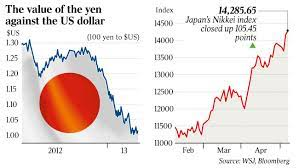 The value of the yen
against the US dollar
$US
(100 yen to $US)
1.30
1.25
1.20
1.15
1.10
1.05
1.00
2012
13
Index
14,285.65
Japan's Nikkei index
closed up 105.45
points
14500
14000
13500
13000
12500
12000
11500
11000
Feb
Mar
Apr
May
Source: WSJ, Bloomberg